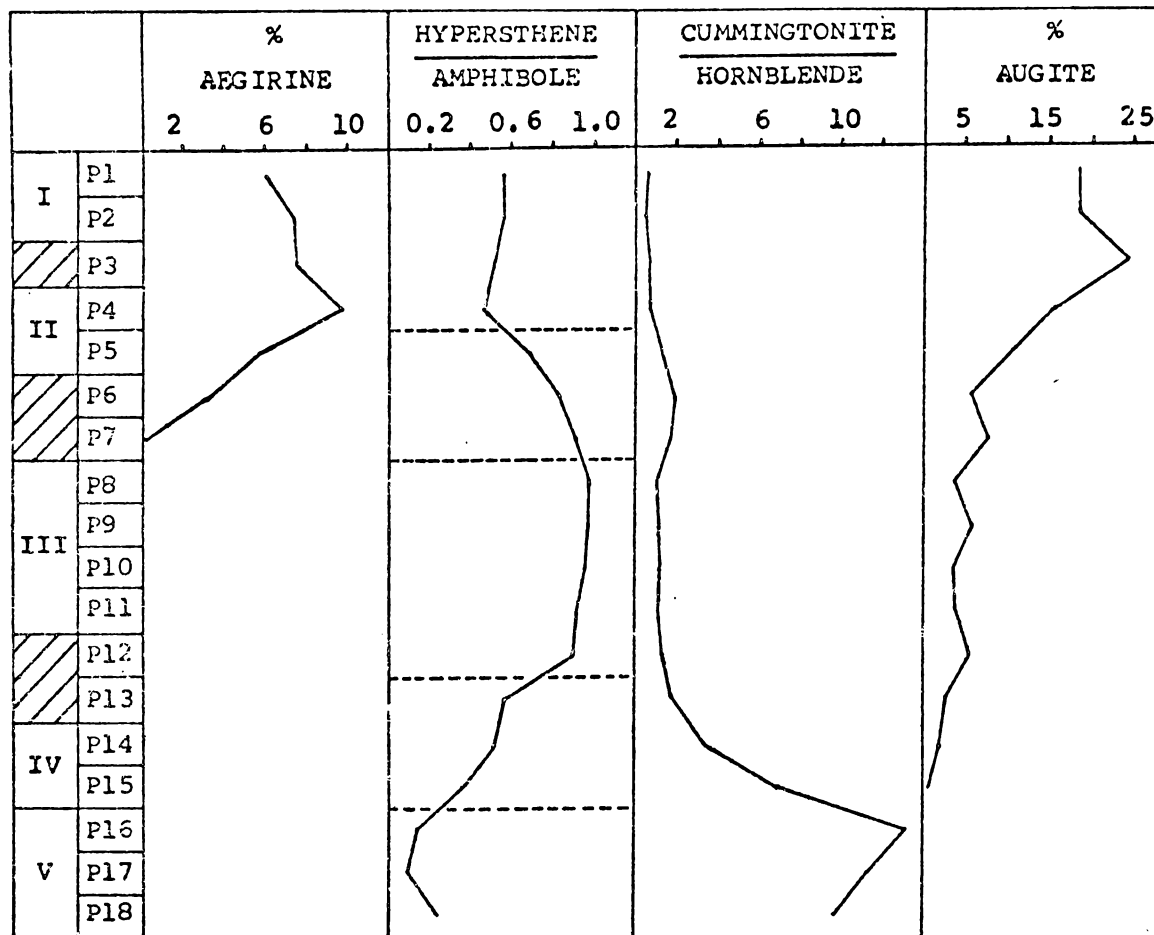 %
AEGIRINE
2 6 10
HYPERSTHENE
AMPHIBOLE
0.2 0.6 1.0
CUMMINGTONITE
HORNBLENDE
2 6 10
%
AUGITE
5 15 25
I
P1
P2
P3
II
P4
P5
P6
P7
III
P8
P9
P10
P11
P12
P13
IV
P14
P15
V
P16
P17
P18